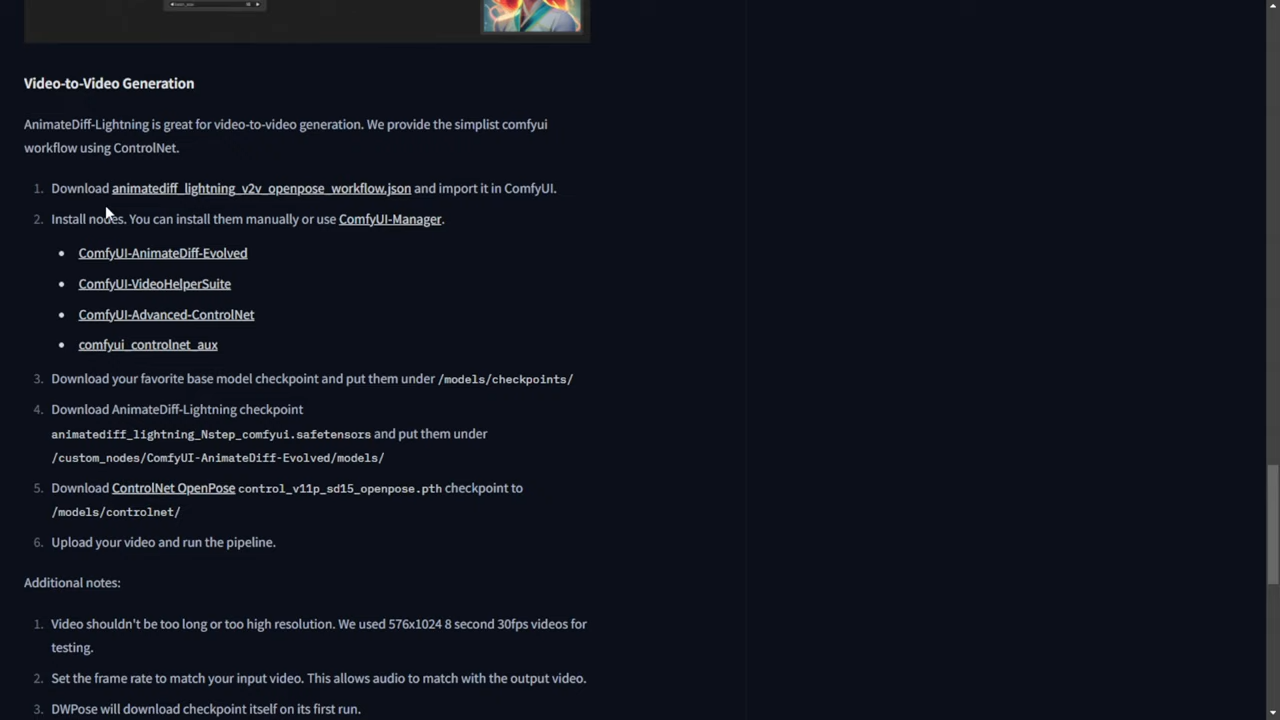 Video-to-Video Generation
AnimateDiff-Lightning is great for video-to-video generation. We provide the simplist comfyui
workflow using ControlNet.
1. Download animatediff_lightning_v2v_openpose_workflow.json and import it in ComfyUI.
2. Install nodes. You can install them manually or use ComfyUI-Manager.
• ComfyUI-AnimateDiff-Evolved
• ComfyUI-VideoHelperSuite
• ComfyUI-Advanced-ControlNet
• comfyui_controlnet_aux
3. Download your favorite base model checkpoint and put them under /models/checkpoints/
4. Download AnimateDiff-Lightning checkpoint
animatediff_lightning_Nstep_comfyui.safetensors and put them under
/custom_nodes/ComfyUI-AnimateDiff-Evolved/models/
5. Download ControlNet OpenPose control_v11p_sd15_openpose.pth checkpoint to
/models/controlnet/
6. Upload your video and run the pipeline.
Additional notes:
1. Video shouldn't be too long or too high resolution. We used 576x1024 8 second 30fps videos for
testing.
2. Set the frame rate to match your input video. This allows audio to match with the output video.
3. DWPose will download checkpoint itself on its first run.